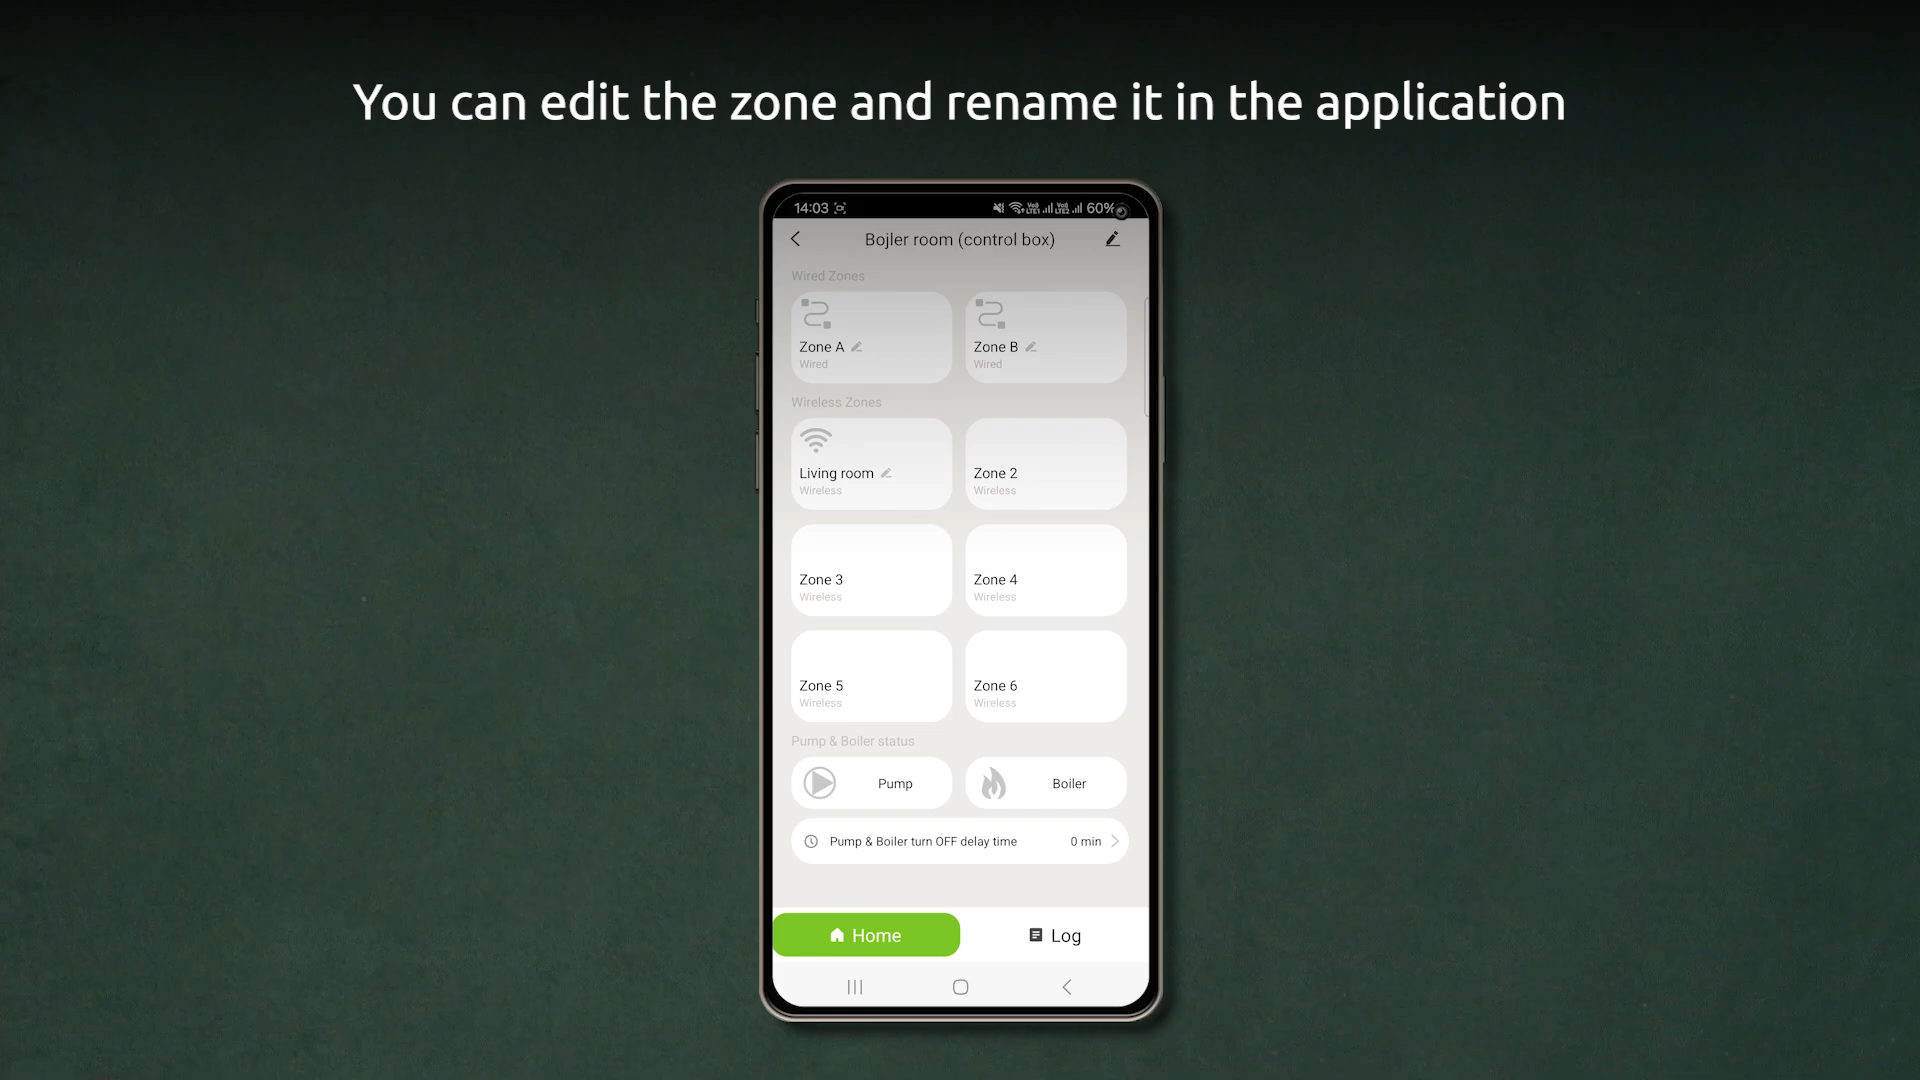 You can edit the zone and rename it in the application
14:03 60%
Bojler room (control box)
Wired Zones
Zone A Zone B
Wired Wired
Wireless Zones
Living room Zone 2
Wireless Wireless
Zone 3 Zone 4
Wireless Wireless
Zone 5 Zone 6
Wireless Wireless
Pump & Boiler status
Pump Boiler
Pump & Boiler turn OFF delay time 0 min
Home Log